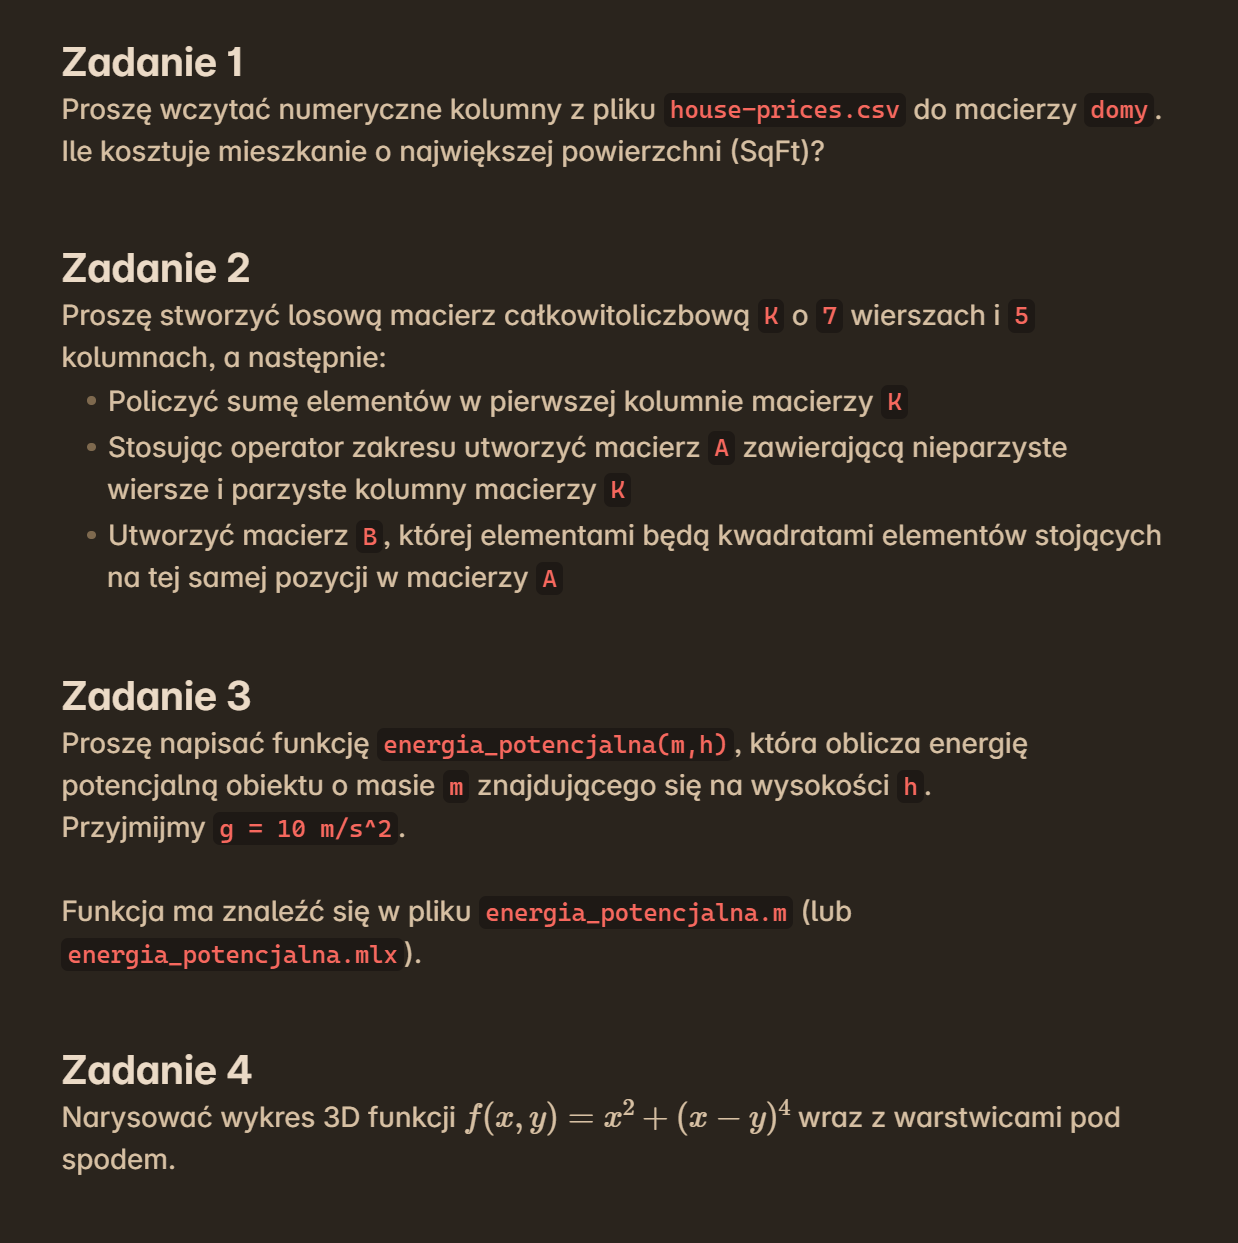 Zadanie 1
Proszę wczytać numeryczne kolumny z pliku house-prices.csv do macierzy domy.
Ile kosztuje mieszkanie o największej powierzchni (SqFt)?
Zadanie 2
Proszę stworzyć losową macierz całkowitoliczbową K o 7 wierszach i 5
kolumnach, a następnie:
• Policzyć sumę elementów w pierwszej kolumnie macierzy K
• Stosując operator zakresu utworzyć macierz A zawierającą nieparzyste
wiersze i parzyste kolumny macierzy K
• Utworzyć macierz B, której elementami będą kwadratami elementów stojących
na tej samej pozycji w macierzy A
Zadanie 3
Proszę napisać funkcję energia_potencjalna(m,h), która oblicza energię
potencjalną obiektu o masie m znajdującego się na wysokości h.
Przyjmijmy g = 10 m/s^2.
Funkcja ma znaleźć się w pliku energia_potencjalna.m (lub
energia_potencjalna.mlx).
Zadanie 4
Narysować wykres 3D funkcji f(x, y) = x² + (x − y)⁴ wraz z warstwicami pod
spodem.